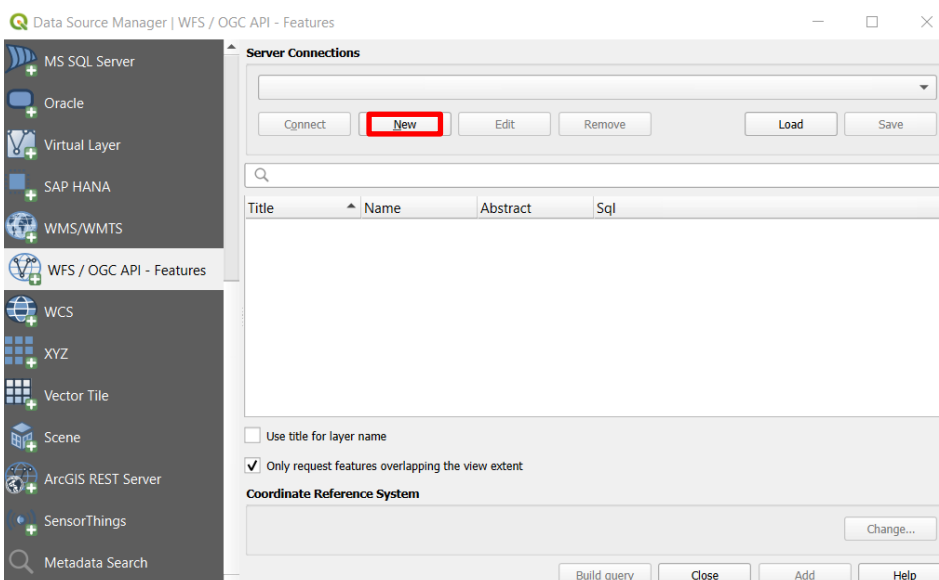 Data Source Manager | WFS / OGC API - Features
MS SQL Server
Oracle
Virtual Layer
SAP HANA
WMS/WMTS
WFS / OGC API - Features
WCS
XYZ
Vector Tile
Scene
ArcGIS REST Server
SensorThings
Metadata Search
Server Connections
Connect New Edit Remove Load Save
Title Name Abstract Sql
Use title for layer name
Only request features overlapping the view extent
Coordinate Reference System
Change...
Build query Close Add Help